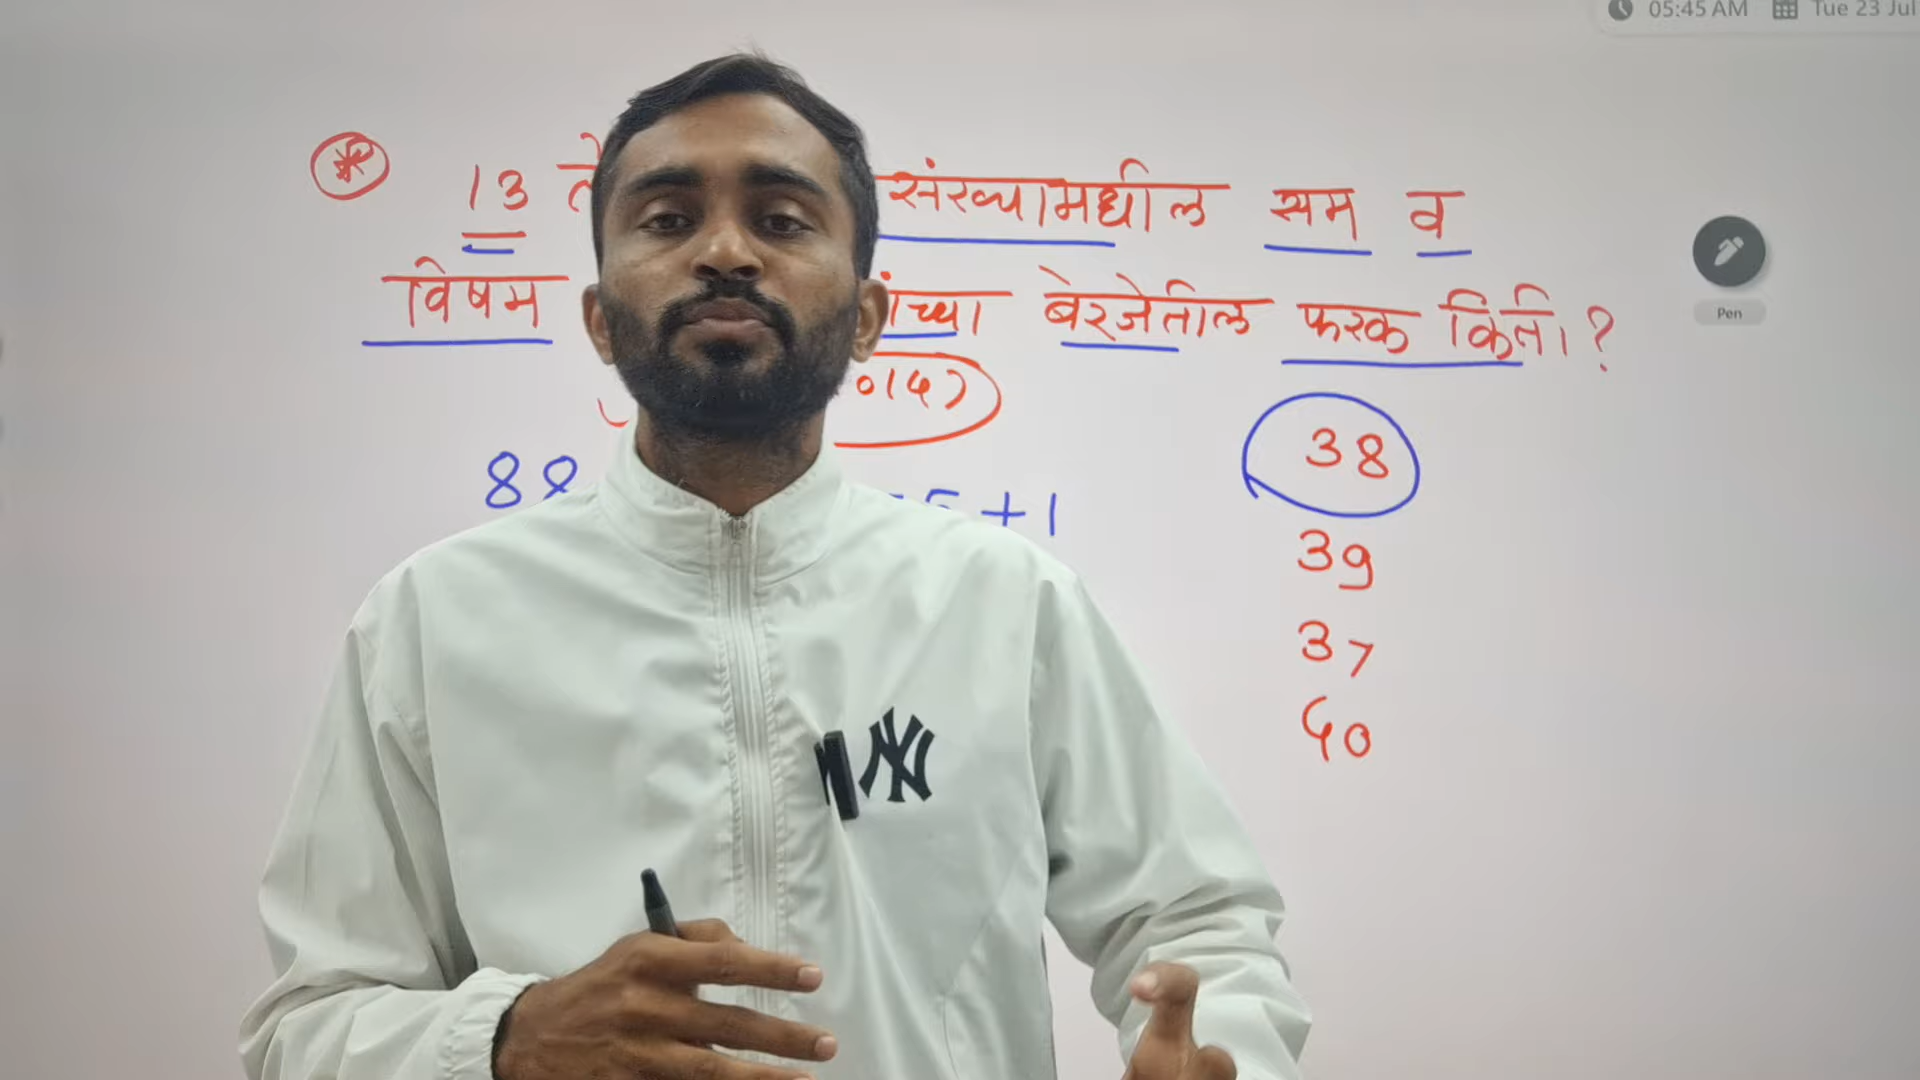 05:45 AM Tue 23 Jul
13 ते संख्यामधील सम व
विषम ांच्या बेरजेतील फरक किती?
Pen
38
88 + 1
39
37
40
NY